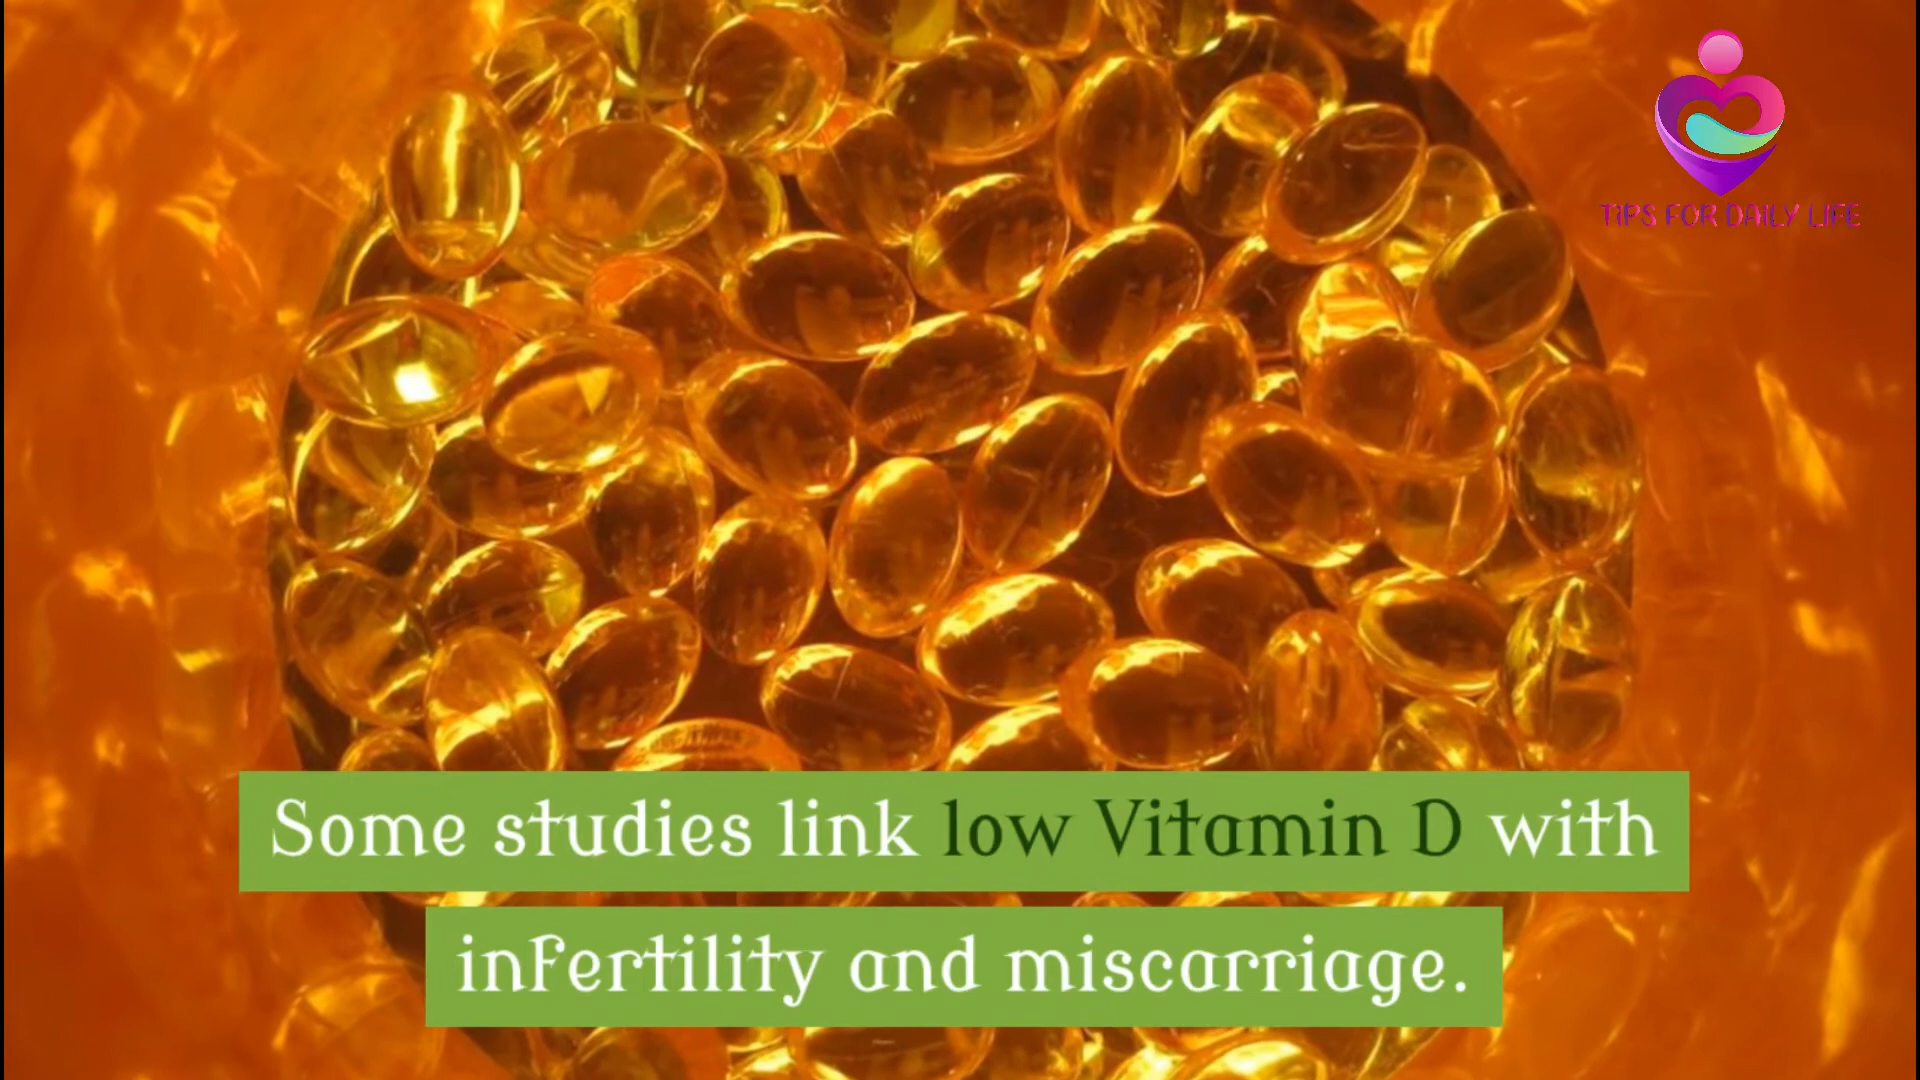 TIPS FOR DAILY LIFE
Some studies link low Vitamin D with
infertility and miscarriage.